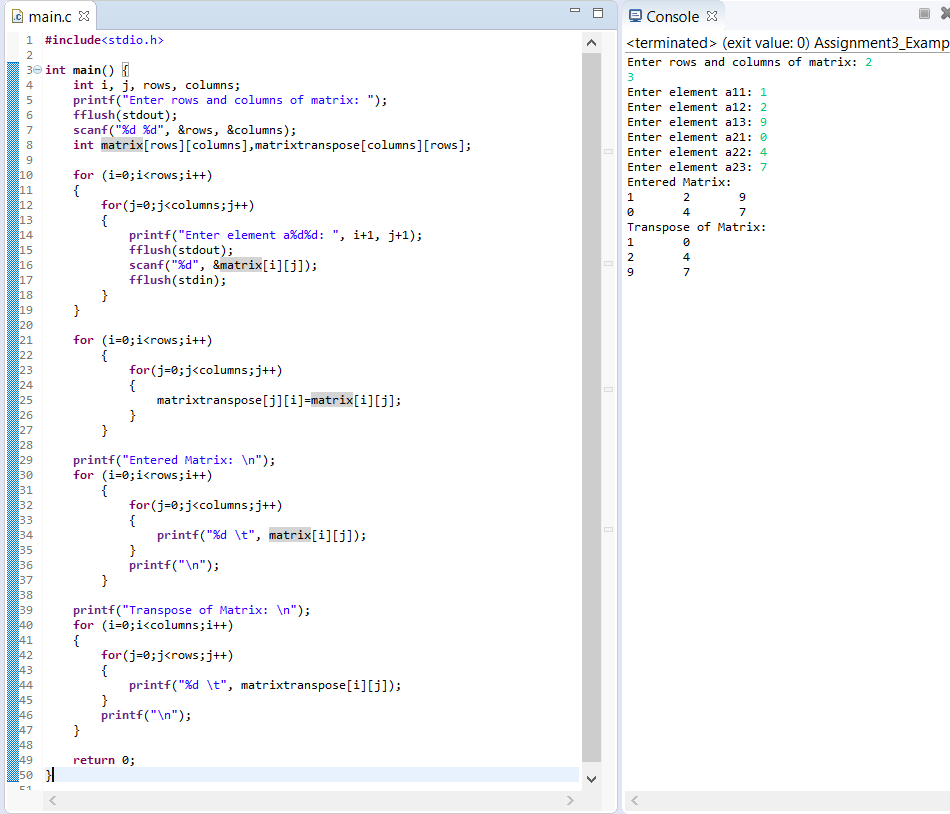 main.c
1 #include<stdio.h>
2
3 int main() {
4     int i, j, rows, columns;
5     printf("Enter rows and columns of matrix: ");
6     fflush(stdout);
7     scanf("%d %d", &rows, &columns);
8     int matrix[rows][columns],matrixtranspose[columns][rows];
9
10     for (i=0;i<rows;i++)
11     {
12         for(j=0;j<columns;j++)
13         {
14             printf("Enter element a%d%d: ", i+1, j+1);
15             fflush(stdout);
16             scanf("%d", &matrix[i][j]);
17             fflush(stdin);
18         }
19     }
20
21     for (i=0;i<rows;i++)
22         {
23             for(j=0;j<columns;j++)
24             {
25                 matrixtranspose[j][i]=matrix[i][j];
26             }
27         }
28
29     printf("Entered Matrix: \n");
30     for (i=0;i<rows;i++)
31         {
32             for(j=0;j<columns;j++)
33             {
34                 printf("%d \t", matrix[i][j]);
35             }
36             printf("\n");
37         }
38
39     printf("Transpose of Matrix: \n");
40     for (i=0;i<columns;i++)
41     {
42         for(j=0;j<rows;j++)
43         {
44             printf("%d \t", matrixtranspose[i][j]);
45         }
46         printf("\n");
47     }
48
49     return 0;
50 }
51
Console
<terminated> (exit value: 0) Assignment3_Examp
Enter rows and columns of matrix: 2
3
Enter element a11: 1
Enter element a12: 2
Enter element a13: 9
Enter element a21: 0
Enter element a22: 4
Enter element a23: 7
Entered Matrix:
1 2 9
0 4 7
Transpose of Matrix:
1 0
2 4
9 7